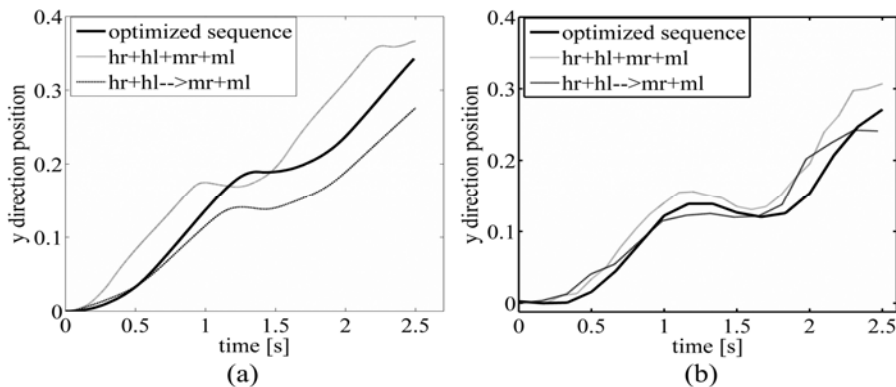 0.4
0.3
0.2
0.1
0
y direction position
optimized sequence
hr+hl+mr+ml
hr+hl-->mr+ml
0 0.5 1 1.5 2 2.5
time [s]
(a)
0.4
0.3
0.2
0.1
0
y direction position
optimized sequence
hr+hl+mr+ml
hr+hl-->mr+ml
0 0.5 1 1.5 2 2.5
time [s]
(b)